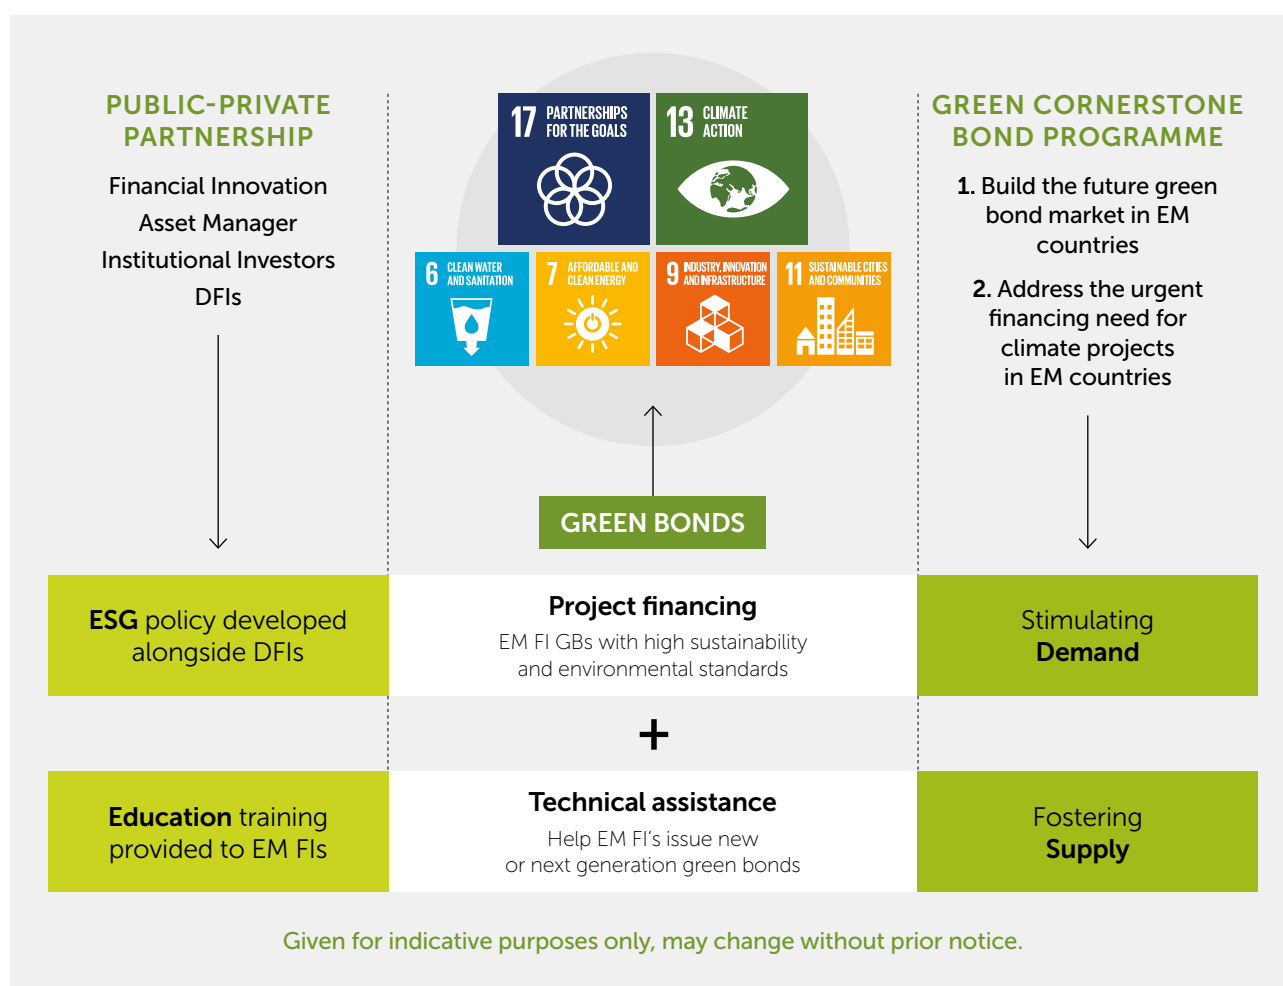 PUBLIC-PRIVATE
PARTNERSHIP
Financial Innovation
Asset Manager
Institutional Investors
DFIs
17 PARTNERSHIPS
FOR THE GOALS
13 CLIMATE
ACTION
6 CLEAN WATER
AND SANITATION
7 AFFORDABLE AND
CLEAN ENERGY
9 INDUSTRY, INNOVATION
AND INFRASTRUCTURE
11 SUSTAINABLE CITIES
AND COMMUNITIES
GREEN CORNERSTONE
BOND PROGRAMME
1. Build the future green
bond market in EM
countries
2. Address the urgent
financing need for
climate projects
in EM countries
GREEN BONDS
ESG policy developed
alongside DFIs
Project financing
EM FI GBs with high sustainability
and environmental standards
Stimulating
Demand
+
Education training
provided to EM FIs
Technical assistance
Help EM FI's issue new
or next generation green bonds
Fostering
Supply
Given for indicative purposes only, may change without prior notice.